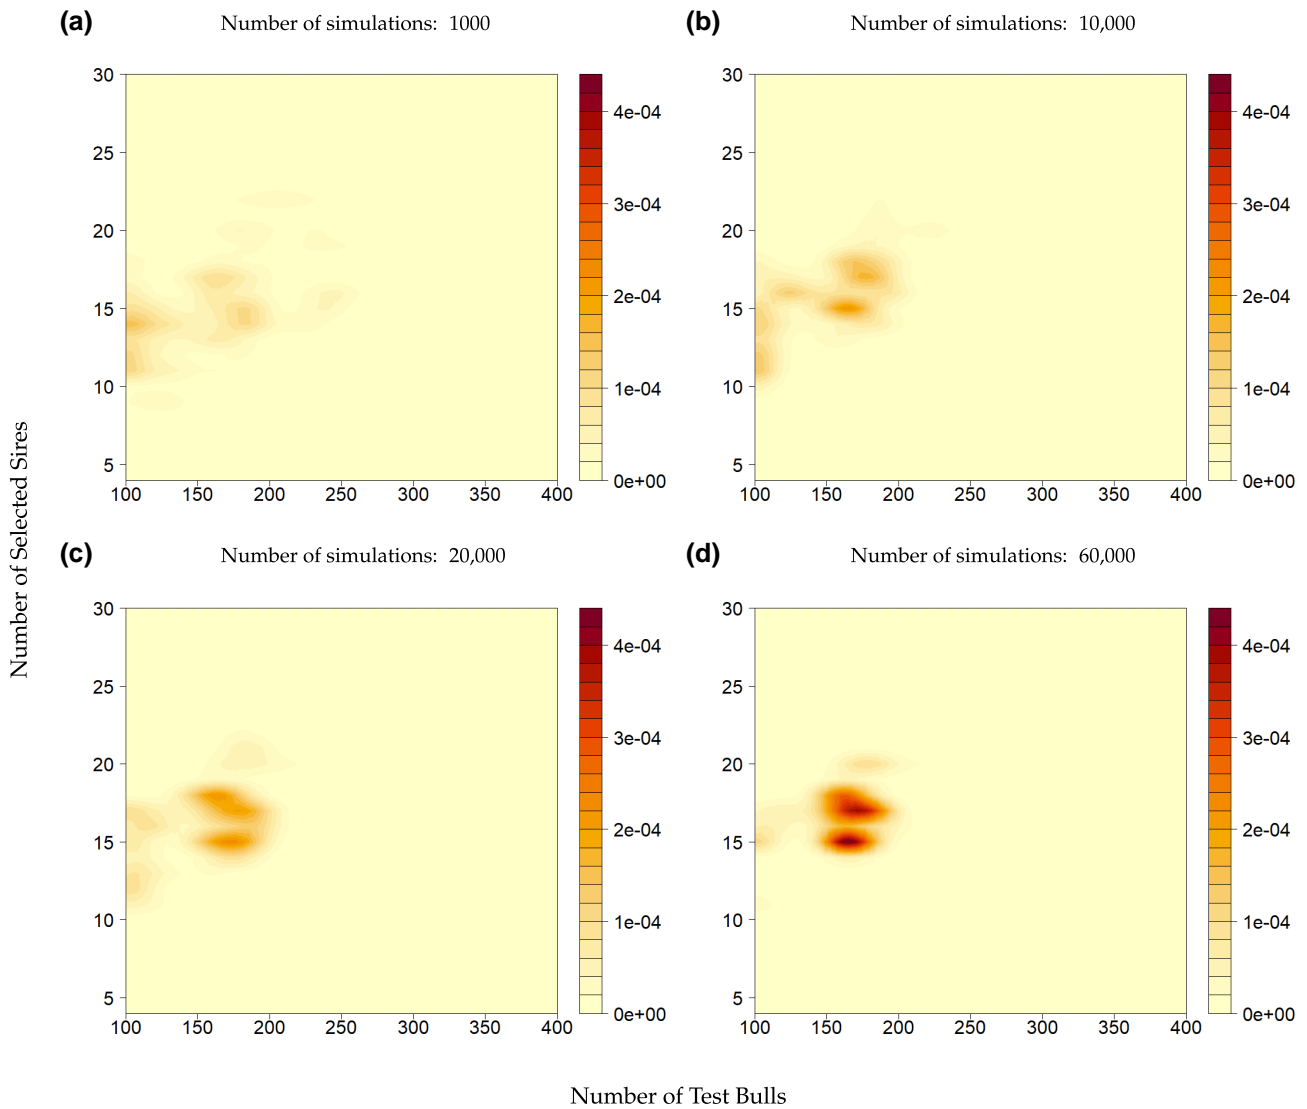 (a) Number of simulations: 1000
30
25
20
15
10
5
100 150 200 250 300 350 400
4e-04
3e-04
2e-04
1e-04
0e+00
(b) Number of simulations: 10,000
30
25
20
15
10
5
100 150 200 250 300 350 400
4e-04
3e-04
2e-04
1e-04
0e+00
(c) Number of simulations: 20,000
30
25
20
15
10
5
100 150 200 250 300 350 400
4e-04
3e-04
2e-04
1e-04
0e+00
(d) Number of simulations: 60,000
30
25
20
15
10
5
100 150 200 250 300 350 400
4e-04
3e-04
2e-04
1e-04
0e+00
Number of Selected Sires
Number of Test Bulls